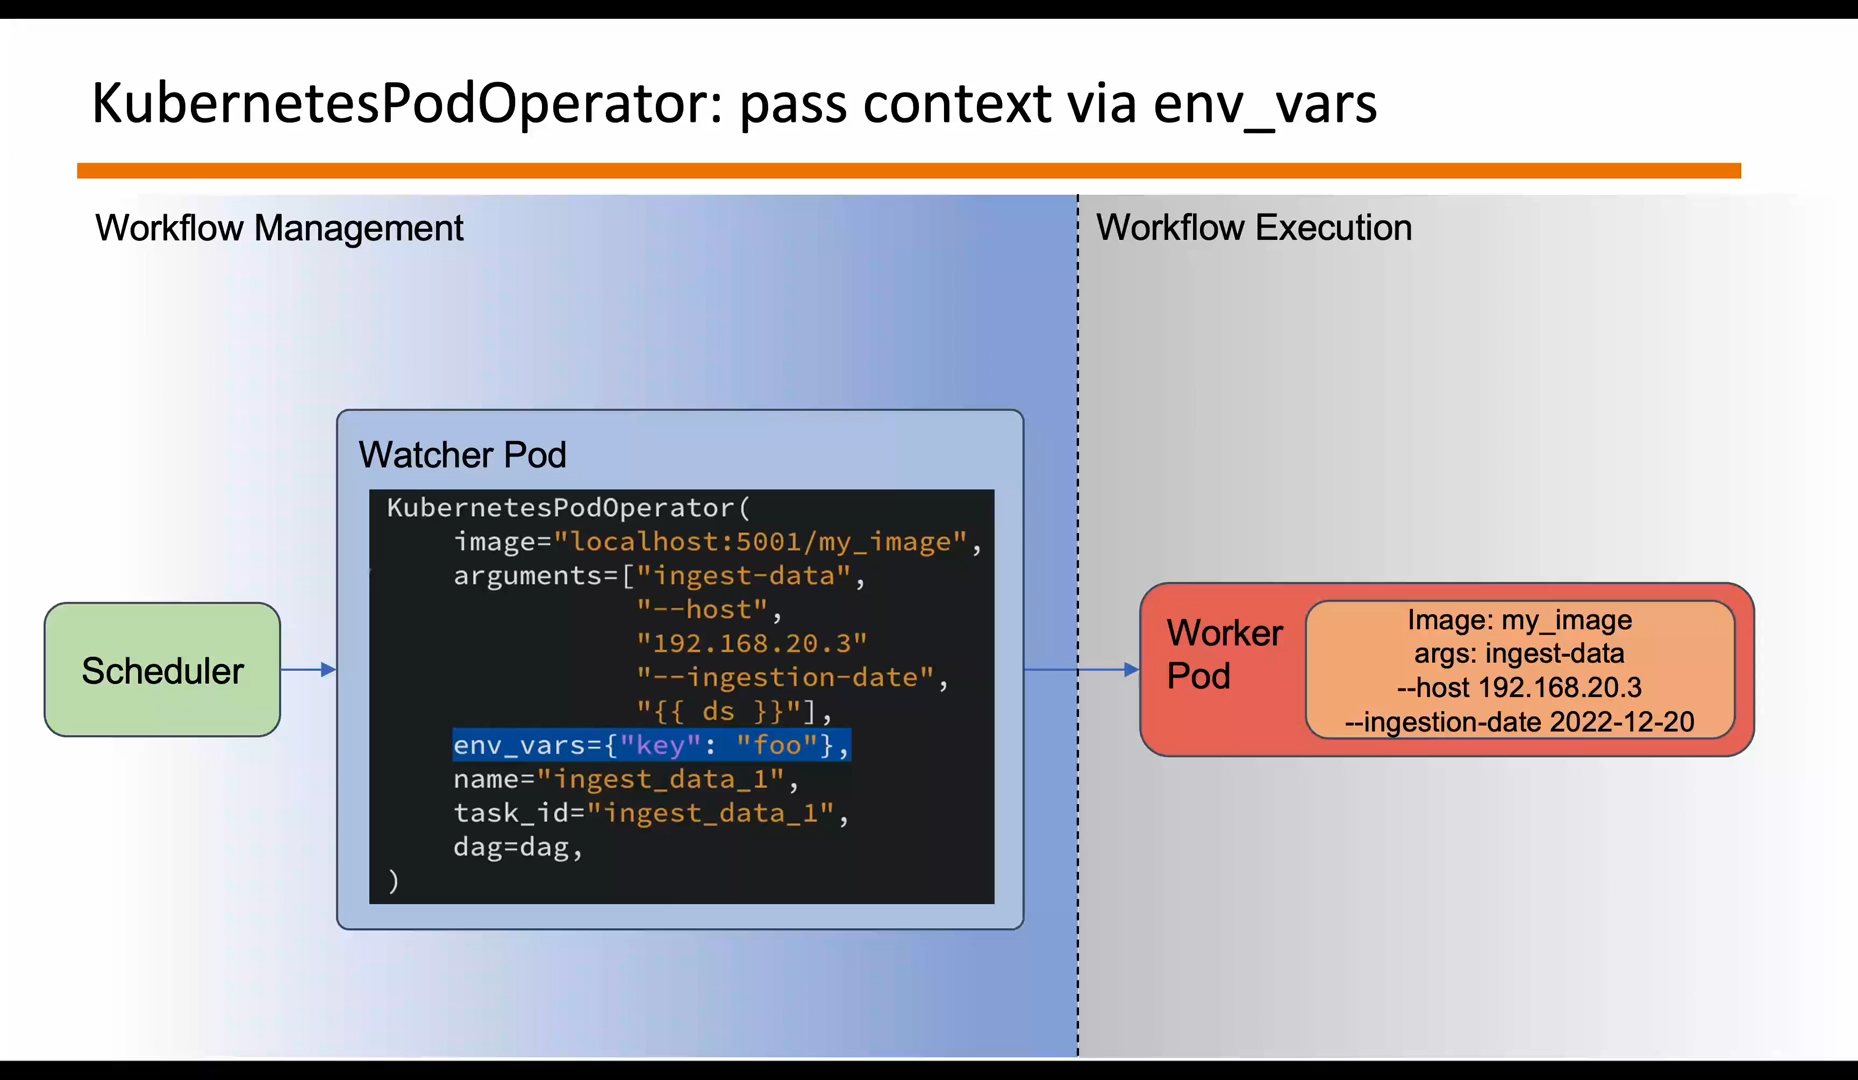 KubernetesPodOperator: pass context via env_vars
Workflow Management
Workflow Execution
Scheduler
Watcher Pod
KubernetesPodOperator(
image="localhost:5001/my_image",
arguments=["ingest-data",
"--host",
"192.168.20.3"
"--ingestion-date",
"{{ ds }}"],
env_vars={"key": "foo"},
name="ingest_data_1",
task_id="ingest_data_1",
dag=dag,
)
Worker
Pod
Image: my_image
args: ingest-data
--host 192.168.20.3
--ingestion-date 2022-12-20